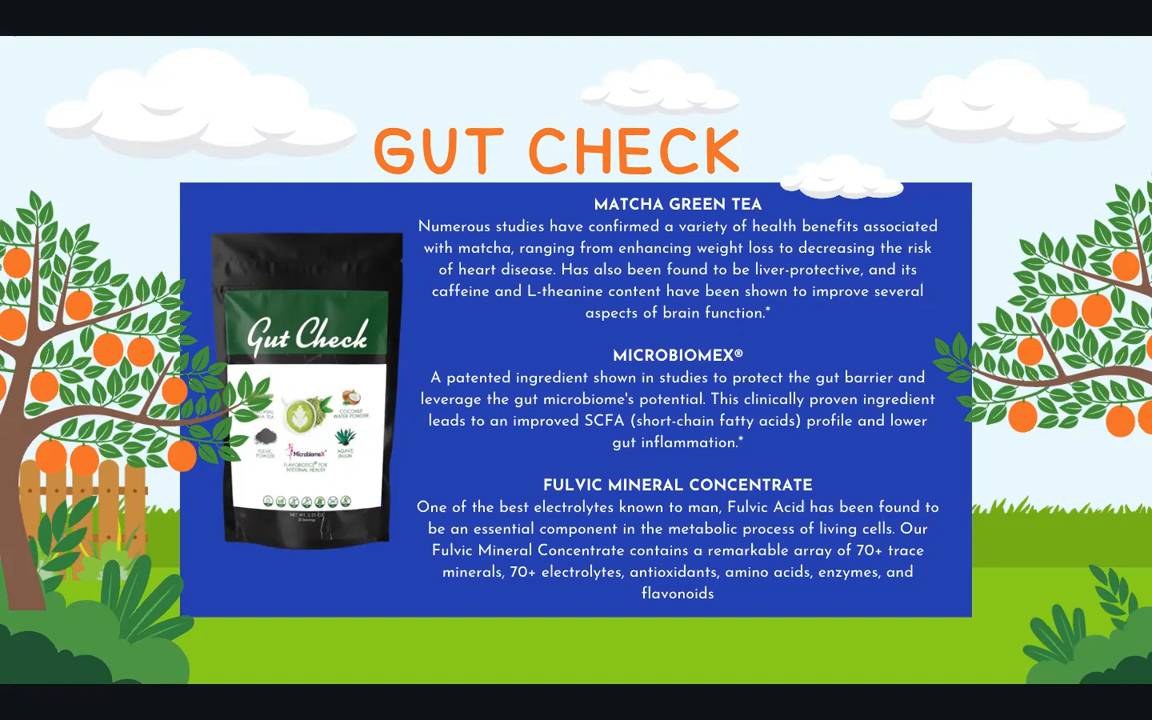 GUT CHECK
MATCHA GREEN TEA
Numerous studies have confirmed a variety of health benefits associated
with matcha, ranging from enhancing weight loss to decreasing the risk
of heart disease. Has also been found to be liver-protective, and its
caffeine and L-theanine content have been shown to improve several
aspects of brain function.*
MICROBIOMEX®
A patented ingredient shown in studies to protect the gut barrier and
leverage the gut microbiome's potential. This clinically proven ingredient
leads to an improved SCFA (short-chain fatty acids) profile and lower
gut inflammation.*
FULVIC MINERAL CONCENTRATE
One of the best electrolytes known to man, Fulvic Acid has been found to
be an essential component in the metabolic process of living cells. Our
Fulvic Mineral Concentrate contains a remarkable array of 70+ trace
minerals, 70+ electrolytes, antioxidants, amino acids, enzymes, and
flavonoids
Gut Check
COCONUT
WATER POWDER
FULVIC
POWDER
MicrobiomeX®
AGAVE
INULIN
FLAVOBIOTICS® FOR
INTESTINAL HEALTH